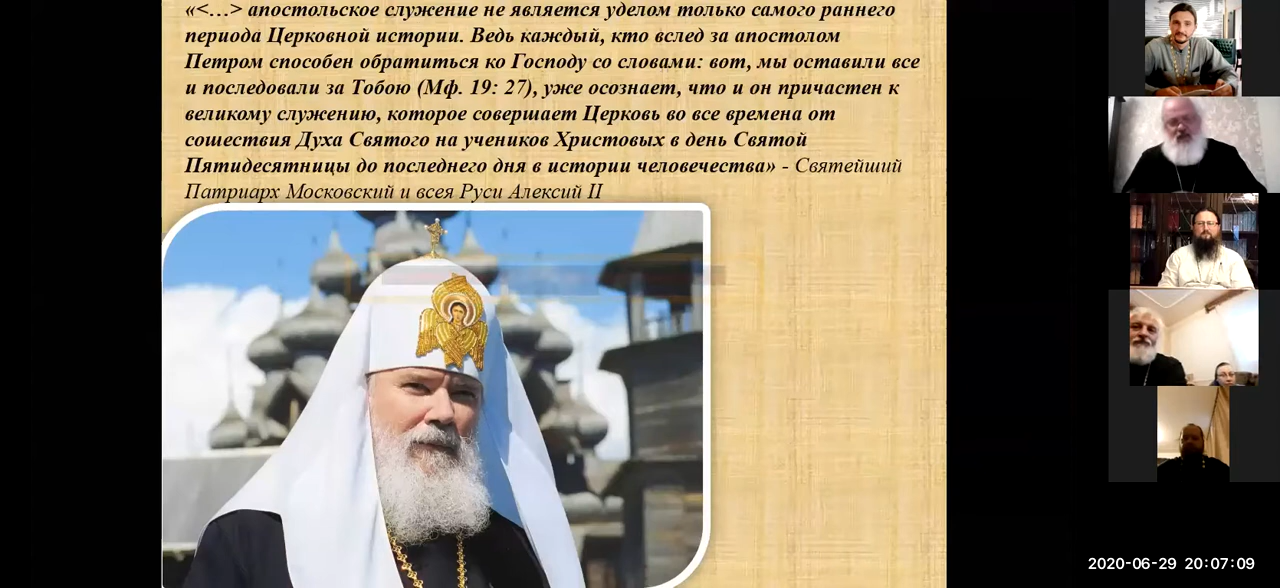 «<...> апостольское служение не является уделом только самого раннего
периода Церковной истории. Ведь каждый, кто вслед за апостолом
Петром способен обратиться ко Господу со словами: вот, мы оставили все
и последовали за Тобою (Мф. 19: 27), уже осознает, что и он причастен к
великому служению, которое совершает Церковь во все времена от
сошествия Духа Святого на учеников Христовых в день Святой
Пятидесятницы до последнего дня в истории человечества» - Святейший
Патриарх Московский и всея Руси Алексий II
2020-06-29 20:07:09